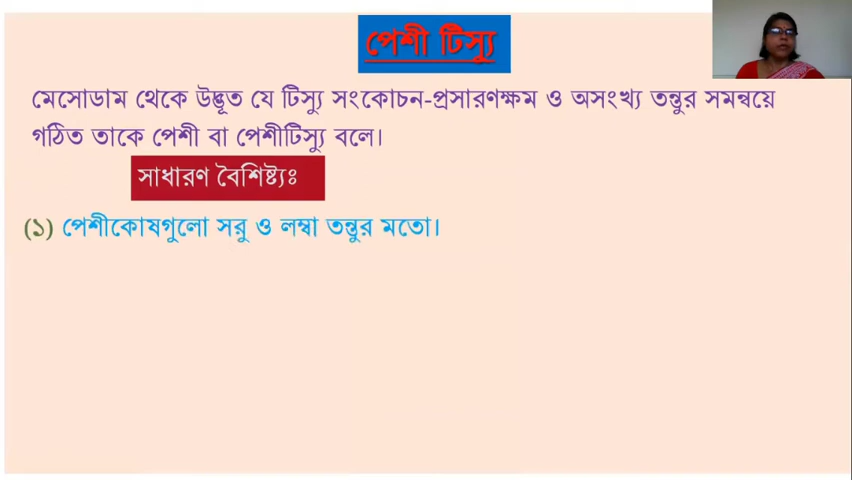 পেশী টিস্যু
মেসোডাম থেকে উদ্ভূত যে টিস্যু সংকোচন-প্রসারণক্ষম ও অসংখ্য তন্তুর সমন্বয়ে
গঠিত তাকে পেশী বা পেশীটিস্যু বলে।
সাধারণ বৈশিষ্ট্যঃ
(১) পেশীকোষগুলো সরু ও লম্বা তন্তুর মতো।